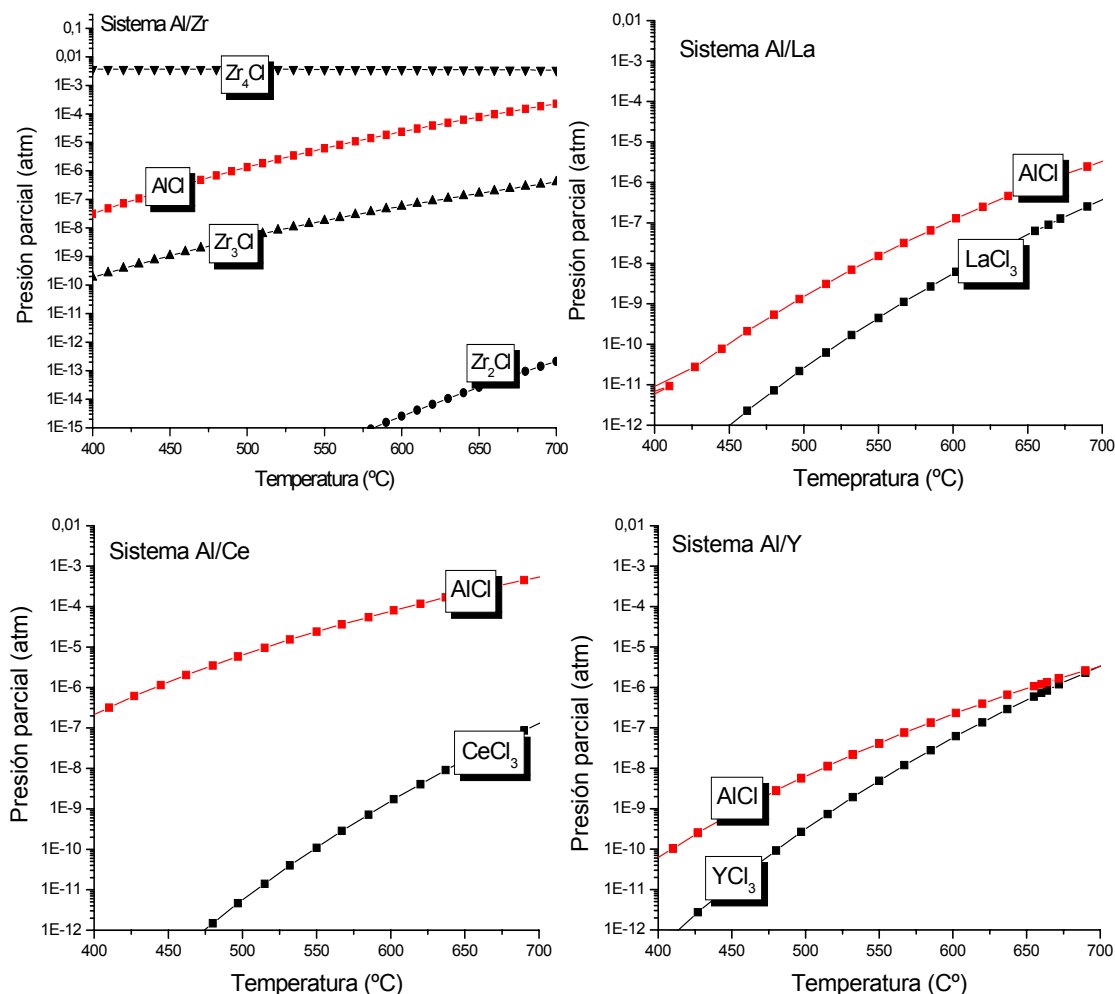 Sistema Al/Zr
Presión parcial (atm)
0,1
0,01
1E-3
1E-4
1E-5
1E-6
1E-7
1E-8
1E-9
1E-10
1E-11
1E-12
1E-13
1E-14
1E-15
Zr₄Cl
AlCl
Zr₃Cl
Zr₂Cl
400 450 500 550 600 650 700
Temperatura (ºC)
Sistema Al/La
Presión parcial (atm)
0,01
1E-3
1E-4
1E-5
1E-6
1E-7
1E-8
1E-9
1E-10
1E-11
1E-12
AlCl
LaCl₃
400 450 500 550 600 650 700
Temepratura (ºC)
Sistema Al/Ce
Presión parcial (atm)
0,01
1E-3
1E-4
1E-5
1E-6
1E-7
1E-8
1E-9
1E-10
1E-11
1E-12
AlCl
CeCl₃
400 450 500 550 600 650 700
Temperatura (ºC)
Sistema Al/Y
Presión parcial (atm)
0,01
1E-3
1E-4
1E-5
1E-6
1E-7
1E-8
1E-9
1E-10
1E-11
1E-12
AlCl
YCl₃
400 450 500 550 600 650 700
Temperatura (Cº)